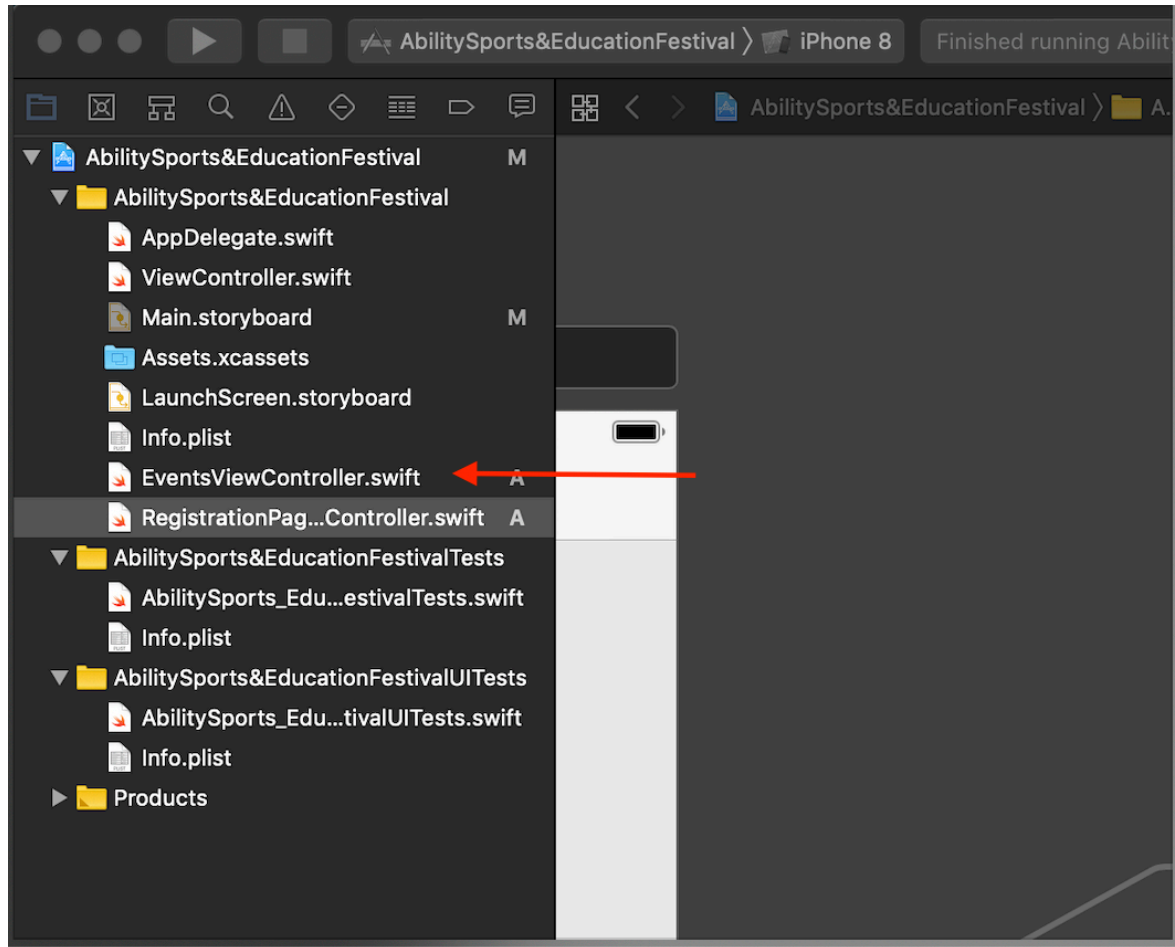 AbilitySports&EducationFestival 〉 iPhone 8 Finished running Abilit
AbilitySports&EducationFestival 〉 A.
AbilitySports&EducationFestival M
AbilitySports&EducationFestival
AppDelegate.swift
ViewController.swift
Main.storyboard M
Assets.xcassets
LaunchScreen.storyboard
Info.plist
EventsViewController.swift A
RegistrationPag...Controller.swift A
AbilitySports&EducationFestivalTests
AbilitySports_Edu...estivalTests.swift
Info.plist
AbilitySports&EducationFestivalUITests
AbilitySports_Edu...tivalUITests.swift
Info.plist
Products